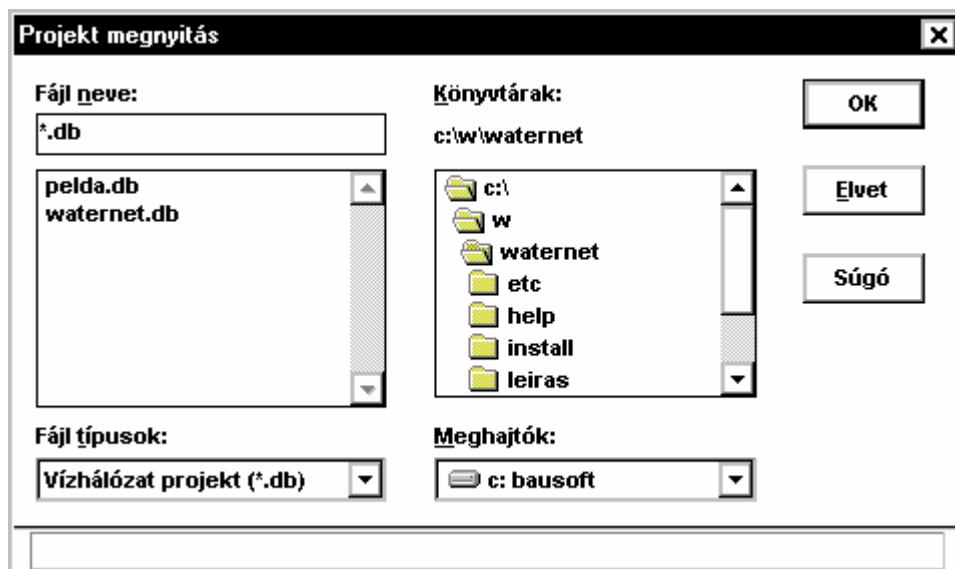 Projekt megnyitás
Fájl neve:
*.db
pelda.db
waternet.db
Fájl típusok:
Vízhálózat projekt (*.db)
Könyvtárak:
c:\w\waternet
c:\
w
waternet
etc
help
install
leiras
Meghajtók:
c: bausoft
OK
Elvet
Súgó